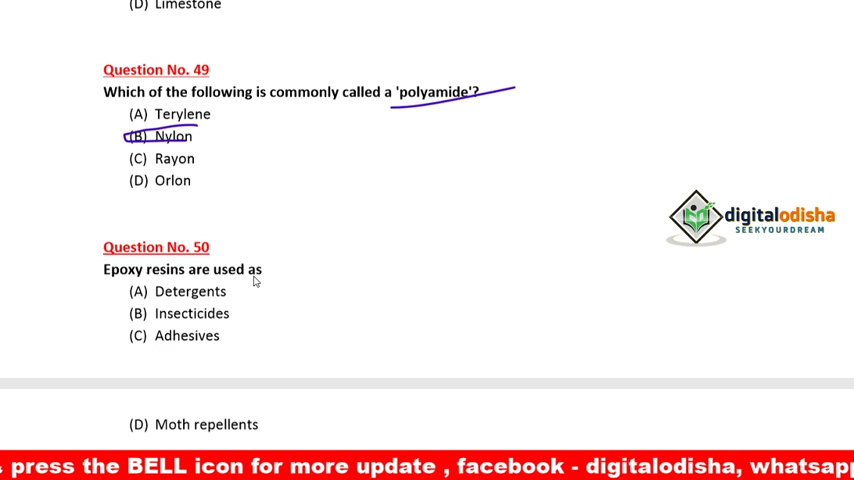 (D) Limestone
Question No. 49
Which of the following is commonly called a 'polyamide'?
(A) Terylene
(B) Nylon
(C) Rayon
(D) Orlon
digitalodisha
SEEKYOURDREAM
Question No. 50
Epoxy resins are used as
(A) Detergents
(B) Insecticides
(C) Adhesives
(D) Moth repellents
press the BELL icon for more update , facebook - digitalodisha, whatsapp